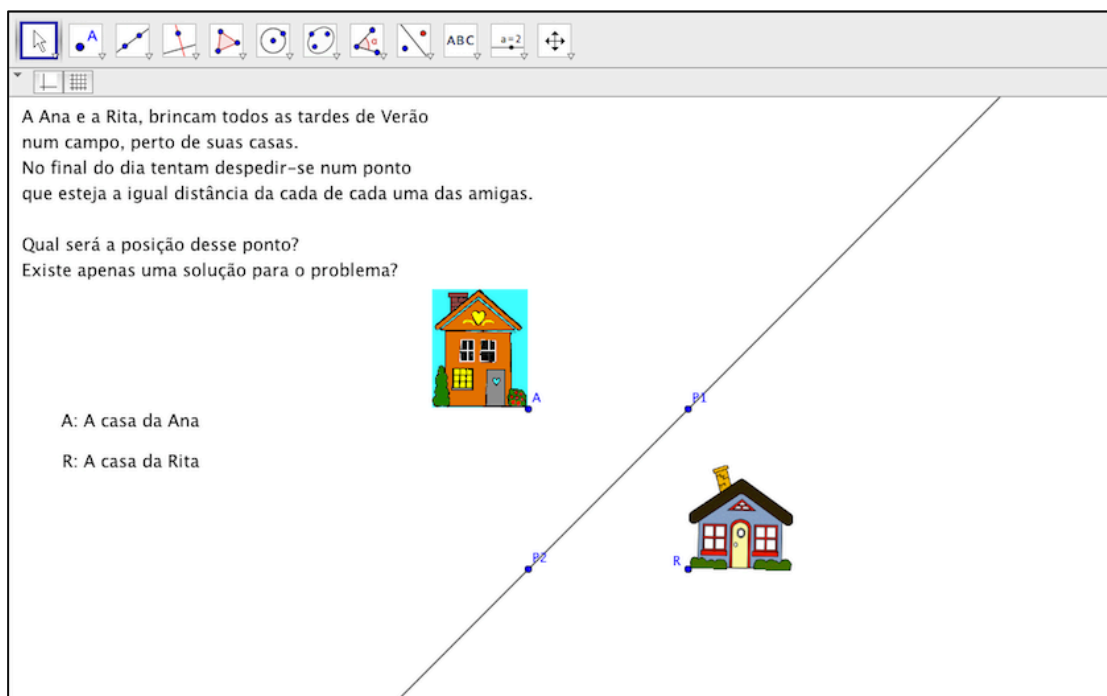 A
ABC
a=2
A Ana e a Rita, brincam todos as tardes de Verão
num campo, perto de suas casas.
No final do dia tentam despedir-se num ponto
que esteja a igual distância da cada de cada uma das amigas.
Qual será a posição desse ponto?
Existe apenas uma solução para o problema?
A
A: A casa da Ana
P1
R: A casa da Rita
P2
R